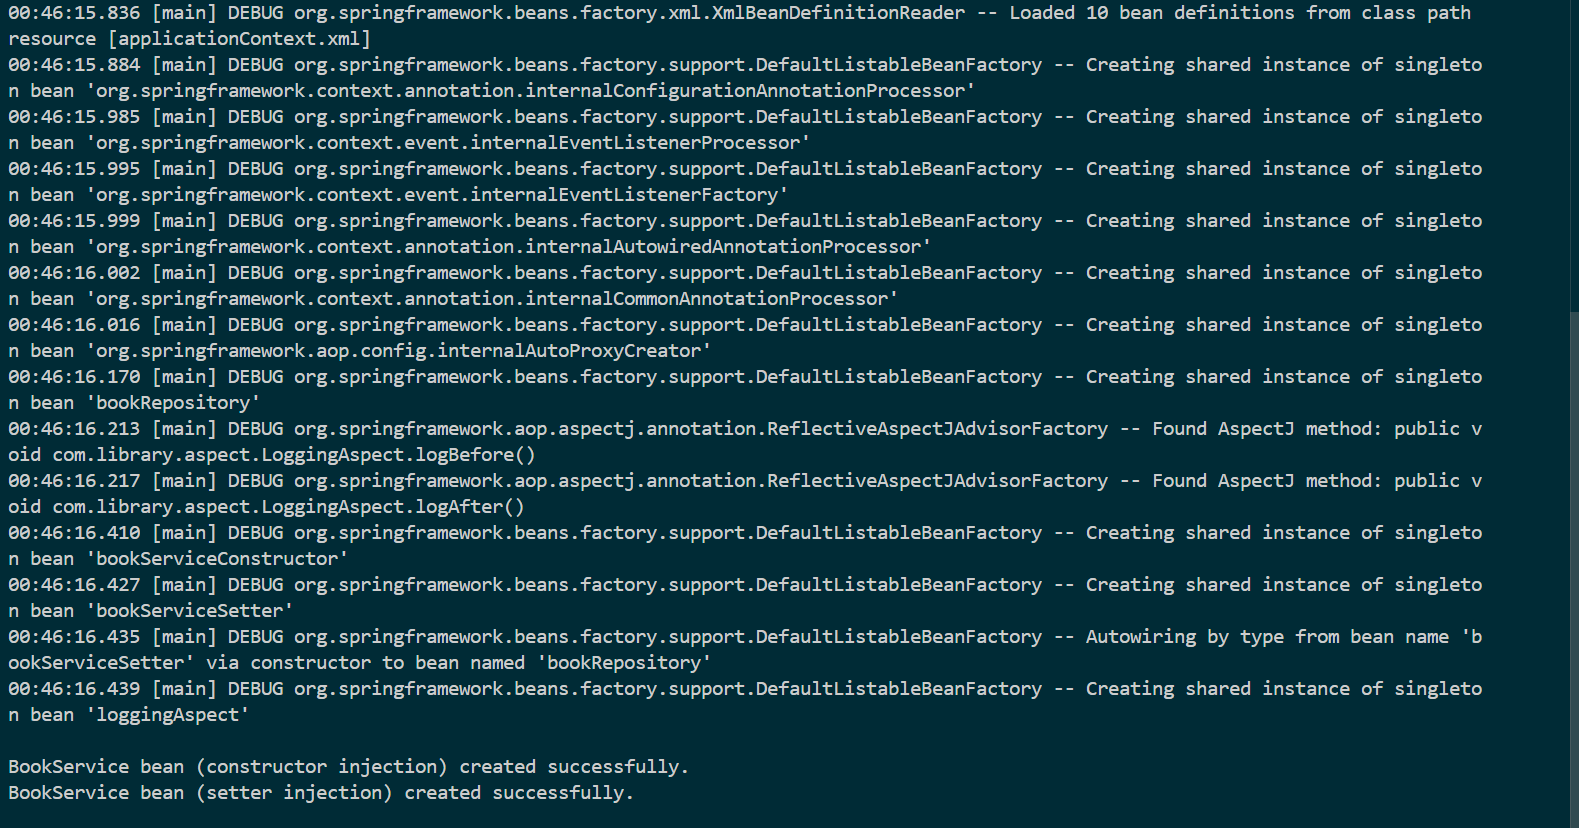 00:46:15.836 [main] DEBUG org.springframework.beans.factory.xml.XmlBeanDefinitionReader -- Loaded 10 bean definitions from class path
resource [applicationContext.xml]
00:46:15.884 [main] DEBUG org.springframework.beans.factory.support.DefaultListableBeanFactory -- Creating shared instance of singleto
n bean 'org.springframework.context.annotation.internalConfigurationAnnotationProcessor'
00:46:15.985 [main] DEBUG org.springframework.beans.factory.support.DefaultListableBeanFactory -- Creating shared instance of singleto
n bean 'org.springframework.context.event.internalEventListenerProcessor'
00:46:15.995 [main] DEBUG org.springframework.beans.factory.support.DefaultListableBeanFactory -- Creating shared instance of singleto
n bean 'org.springframework.context.event.internalEventListenerFactory'
00:46:15.999 [main] DEBUG org.springframework.beans.factory.support.DefaultListableBeanFactory -- Creating shared instance of singleto
n bean 'org.springframework.context.annotation.internalAutowiredAnnotationProcessor'
00:46:16.002 [main] DEBUG org.springframework.beans.factory.support.DefaultListableBeanFactory -- Creating shared instance of singleto
n bean 'org.springframework.context.annotation.internalCommonAnnotationProcessor'
00:46:16.016 [main] DEBUG org.springframework.beans.factory.support.DefaultListableBeanFactory -- Creating shared instance of singleto
n bean 'org.springframework.aop.config.internalAutoProxyCreator'
00:46:16.170 [main] DEBUG org.springframework.beans.factory.support.DefaultListableBeanFactory -- Creating shared instance of singleto
n bean 'bookRepository'
00:46:16.213 [main] DEBUG org.springframework.aop.aspectj.annotation.ReflectiveAspectJAdvisorFactory -- Found AspectJ method: public v
oid com.library.aspect.LoggingAspect.logBefore()
00:46:16.217 [main] DEBUG org.springframework.aop.aspectj.annotation.ReflectiveAspectJAdvisorFactory -- Found AspectJ method: public v
oid com.library.aspect.LoggingAspect.logAfter()
00:46:16.410 [main] DEBUG org.springframework.beans.factory.support.DefaultListableBeanFactory -- Creating shared instance of singleto
n bean 'bookServiceConstructor'
00:46:16.427 [main] DEBUG org.springframework.beans.factory.support.DefaultListableBeanFactory -- Creating shared instance of singleto
n bean 'bookServiceSetter'
00:46:16.435 [main] DEBUG org.springframework.beans.factory.support.DefaultListableBeanFactory -- Autowiring by type from bean name 'b
ookServiceSetter' via constructor to bean named 'bookRepository'
00:46:16.439 [main] DEBUG org.springframework.beans.factory.support.DefaultListableBeanFactory -- Creating shared instance of singleto
n bean 'loggingAspect'
BookService bean (constructor injection) created successfully.
BookService bean (setter injection) created successfully.